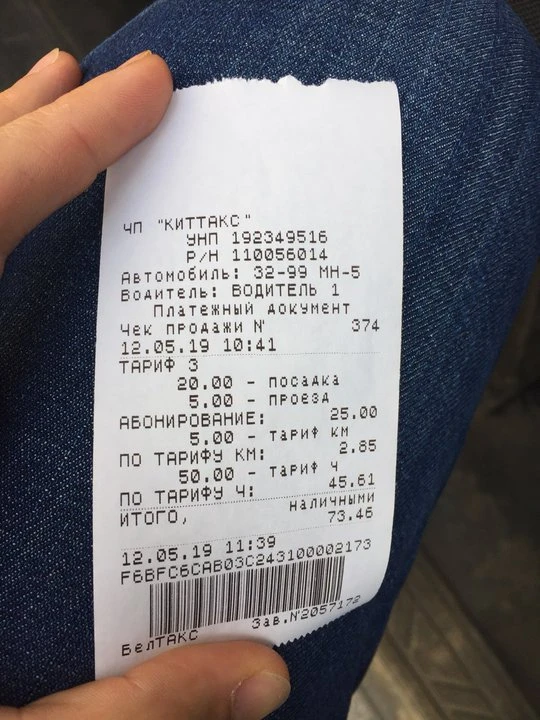 ЧП "КИТТАКС"
УНП 192349516
Р/Н 110056014
Автомобиль: 32-99 МН-5
Водитель: ВОДИТЕЛЬ 1
Платежный документ
Чек продажи N' 374
12.05.19 10:41
ТАРИФ 3
20.00 - посадка
5.00 - проезд
АБОНИРОВАНИЕ: 25.00
5.00 - тариф км
ПО ТАРИФУ КМ: 2.85
50.00 - тариф ч
ПО ТАРИФУ Ч: 45.61
ИТОГО, наличными
73.46
12.05.19 11:39
F6BFC6CAB03C243100002173
Зав.N'2057172
БелТАКС